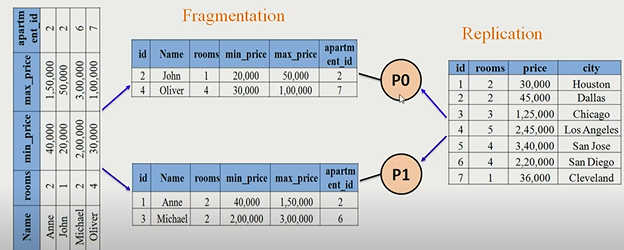 Fragmentation
Replication
Name rooms min_price max_price apartm ent_id
Anne 2 40,000 1,50,000 2
John 1 20,000 50,000 2
Michael 2 2,00,000 3,00,000 6
Oliver 4 30,000 1,00,000 7
id Name rooms min_price max_price apartm
ent_id
2 John 1 20,000 50,000 2
4 Oliver 4 30,000 1,00,000 7
P0
id Name rooms min_price max_price apartm
ent_id
1 Anne 2 40,000 1,50,000 2
3 Michael 2 2,00,000 3,00,000 6
P1
id rooms price city
1 2 30,000 Houston
2 2 45,000 Dallas
3 3 1,25,000 Chicago
4 5 2,45,000 Los Angeles
5 4 3,40,000 San Jose
6 4 2,20,000 San Diego
7 1 36,000 Cleveland